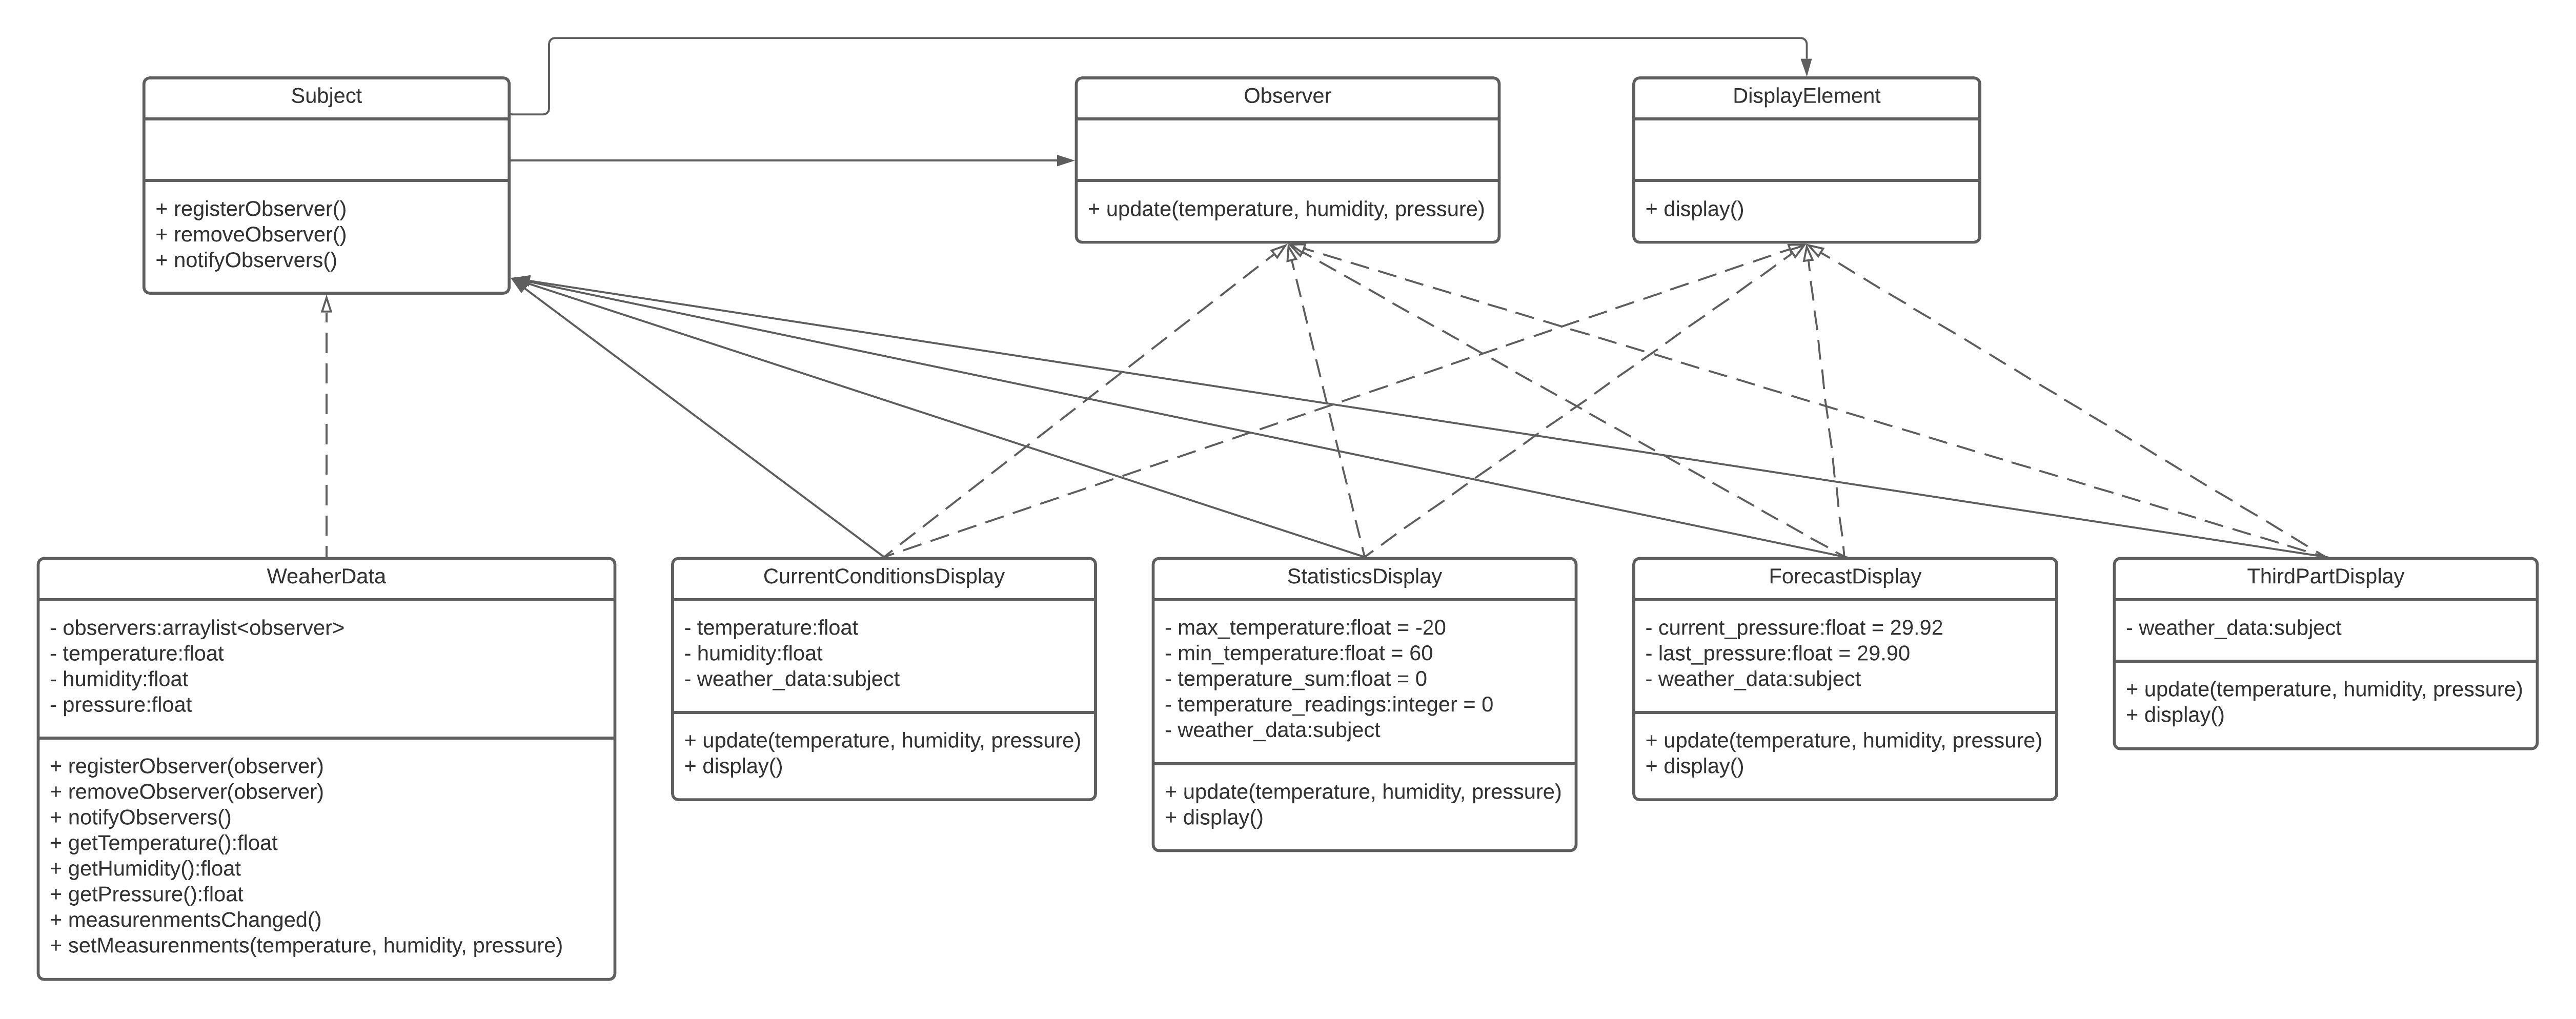 Subject
+ registerObserver()
+ removeObserver()
+ notifyObservers()
Observer
+ update(temperature, humidity, pressure)
DisplayElement
+ display()
WeaherData
- observers:arraylist<observer>
- temperature:float
- humidity:float
- pressure:float
+ registerObserver(observer)
+ removeObserver(observer)
+ notifyObservers()
+ getTemperature():float
+ getHumidity():float
+ getPressure():float
+ measurenmentsChanged()
+ setMeasurenments(temperature, humidity, pressure)
CurrentConditionsDisplay
- temperature:float
- humidity:float
- weather_data:subject
+ update(temperature, humidity, pressure)
+ display()
StatisticsDisplay
- max_temperature:float = -20
- min_temperature:float = 60
- temperature_sum:float = 0
- temperature_readings:integer = 0
- weather_data:subject
+ update(temperature, humidity, pressure)
+ display()
ForecastDisplay
- current_pressure:float = 29.92
- last_pressure:float = 29.90
- weather_data:subject
+ update(temperature, humidity, pressure)
+ display()
ThirdPartDisplay
- weather_data:subject
+ update(temperature, humidity, pressure)
+ display()